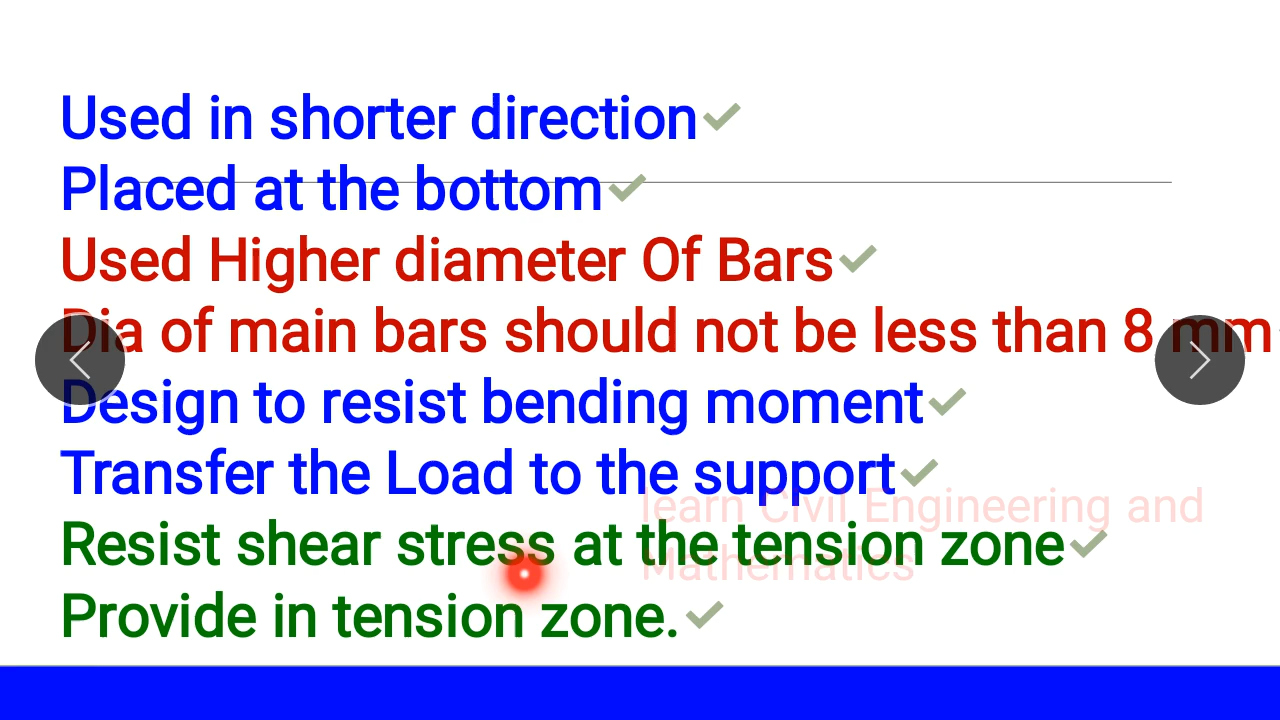 Used in shorter direction✓
Placed at the bottom✓
Used Higher diameter Of Bars✓
Dia of main bars should not be less than 8 mm
Design to resist bending moment✓
Transfer the Load to the support✓
learn Civil Engineering and
Resist shear stress at the tension zone✓
Mathematics
Provide in tension zone.✓